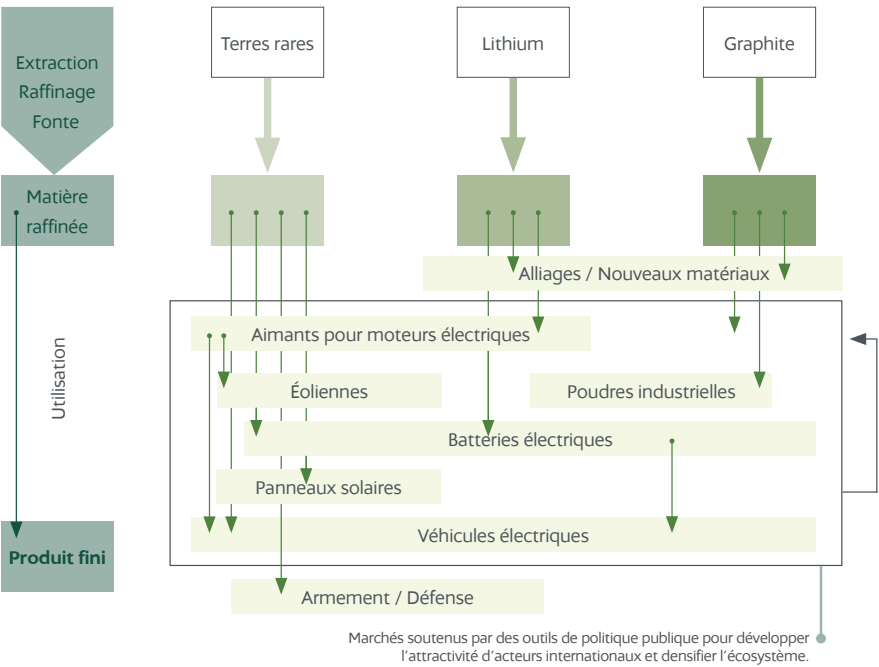 Extraction
Raffinage
Fonte
Terres rares
Lithium
Graphite
Matière
raffinée
Alliages / Nouveaux matériaux
Utilisation
Aimants pour moteurs électriques
Éoliennes
Poudres industrielles
Batteries électriques
Panneaux solaires
Véhicules électriques
Produit fini
Armement / Défense
Marchés soutenus par des outils de politique publique pour développer
l'attractivité d'acteurs internationaux et densifier l'écosystème.